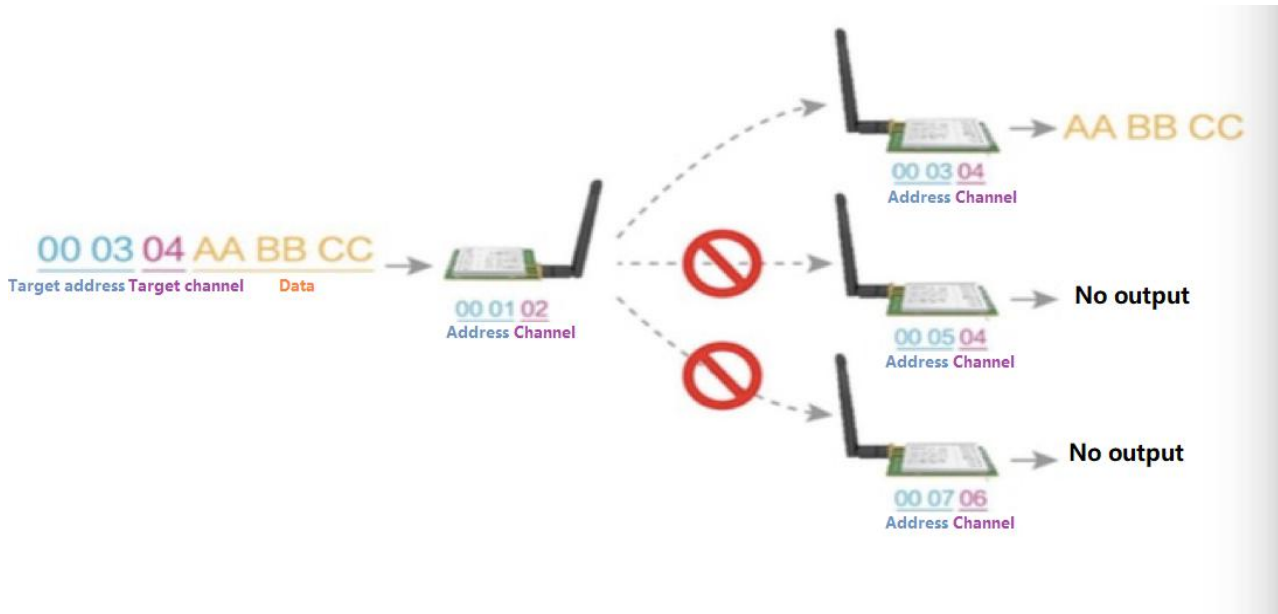 00 03 04 AA BB CC
Target address Target channel Data
00 01 02
Address Channel
00 03 04
Address Channel
AA BB CC
00 05 04
Address Channel
No output
00 07 06
Address Channel
No output